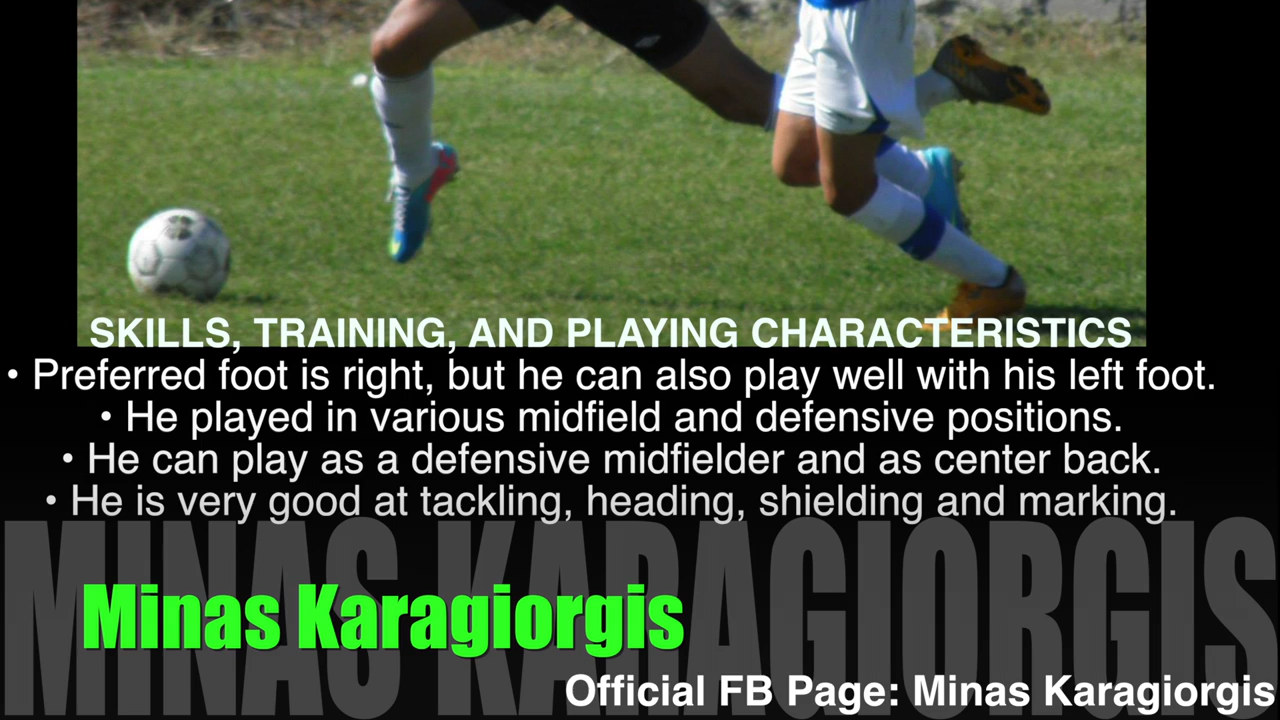 SKILLS, TRAINING, AND PLAYING CHARACTERISTICS
• Preferred foot is right, but he can also play well with his left foot.
• He played in various midfield and defensive positions.
• He can play as a defensive midfielder and as center back.
• He is very good at tackling, heading, shielding and marking.
MINAS KARAGIORGIS
Minas Karagiorgis
Official FB Page: Minas Karagiorgis